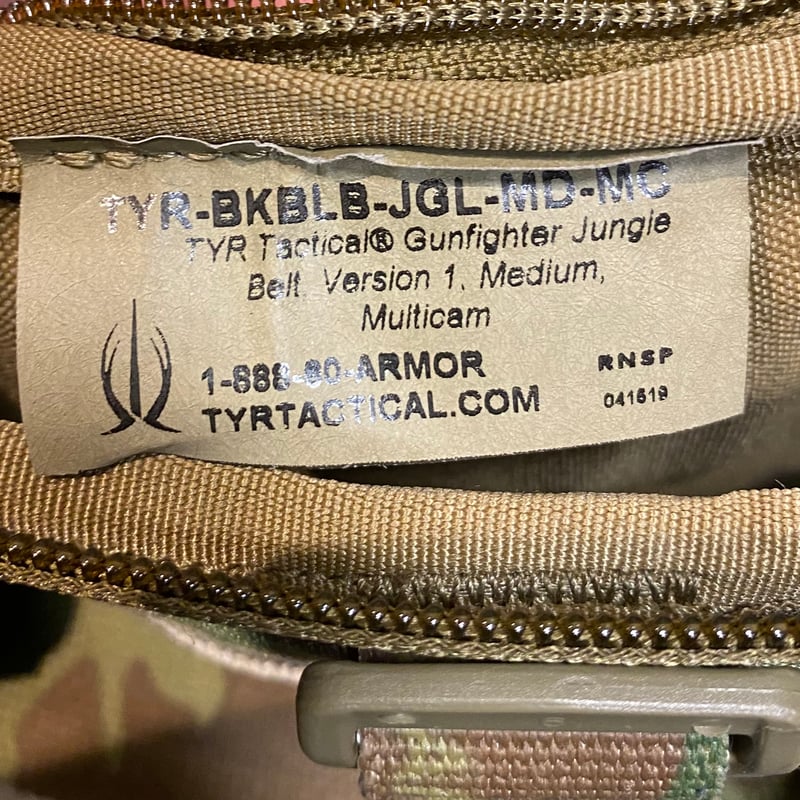 TYR-BKBLB-JGL-MD-MC
TYR Tactical® Gunfighter Jungle
Belt, Version 1, Medium,
Multicam
1-888-80-ARMOR
RNSP
TYRTACTICAL.COM
041519